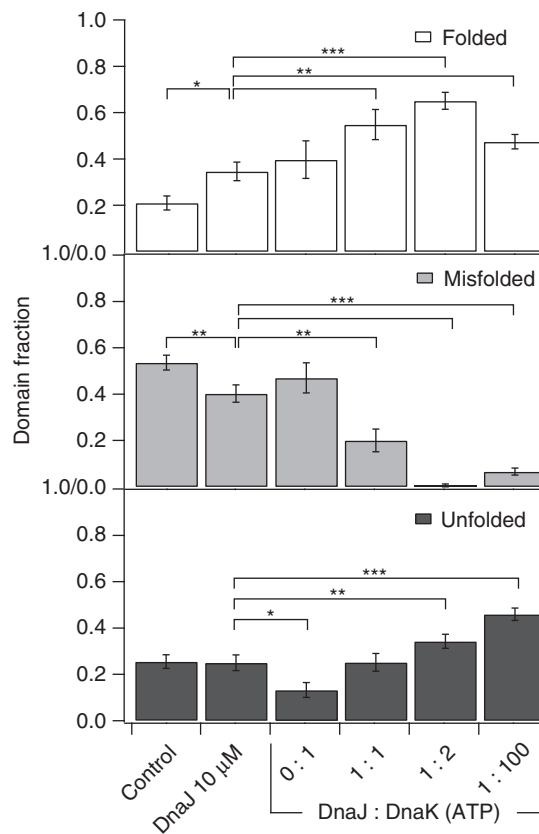 1.0
Folded
***
0.8
**
*
0.6
0.4
0.2
1.0/0.0
Misfolded
0.8
***
**
**
0.6
0.4
0.2
1.0/0.0
Unfolded
0.8
***
0.6
**
*
0.4
0.2
0.0
Domain fraction
Control
DnaJ 10 µM
0 : 1
1 : 1
1 : 2
1 : 100
DnaJ : DnaK (ATP)